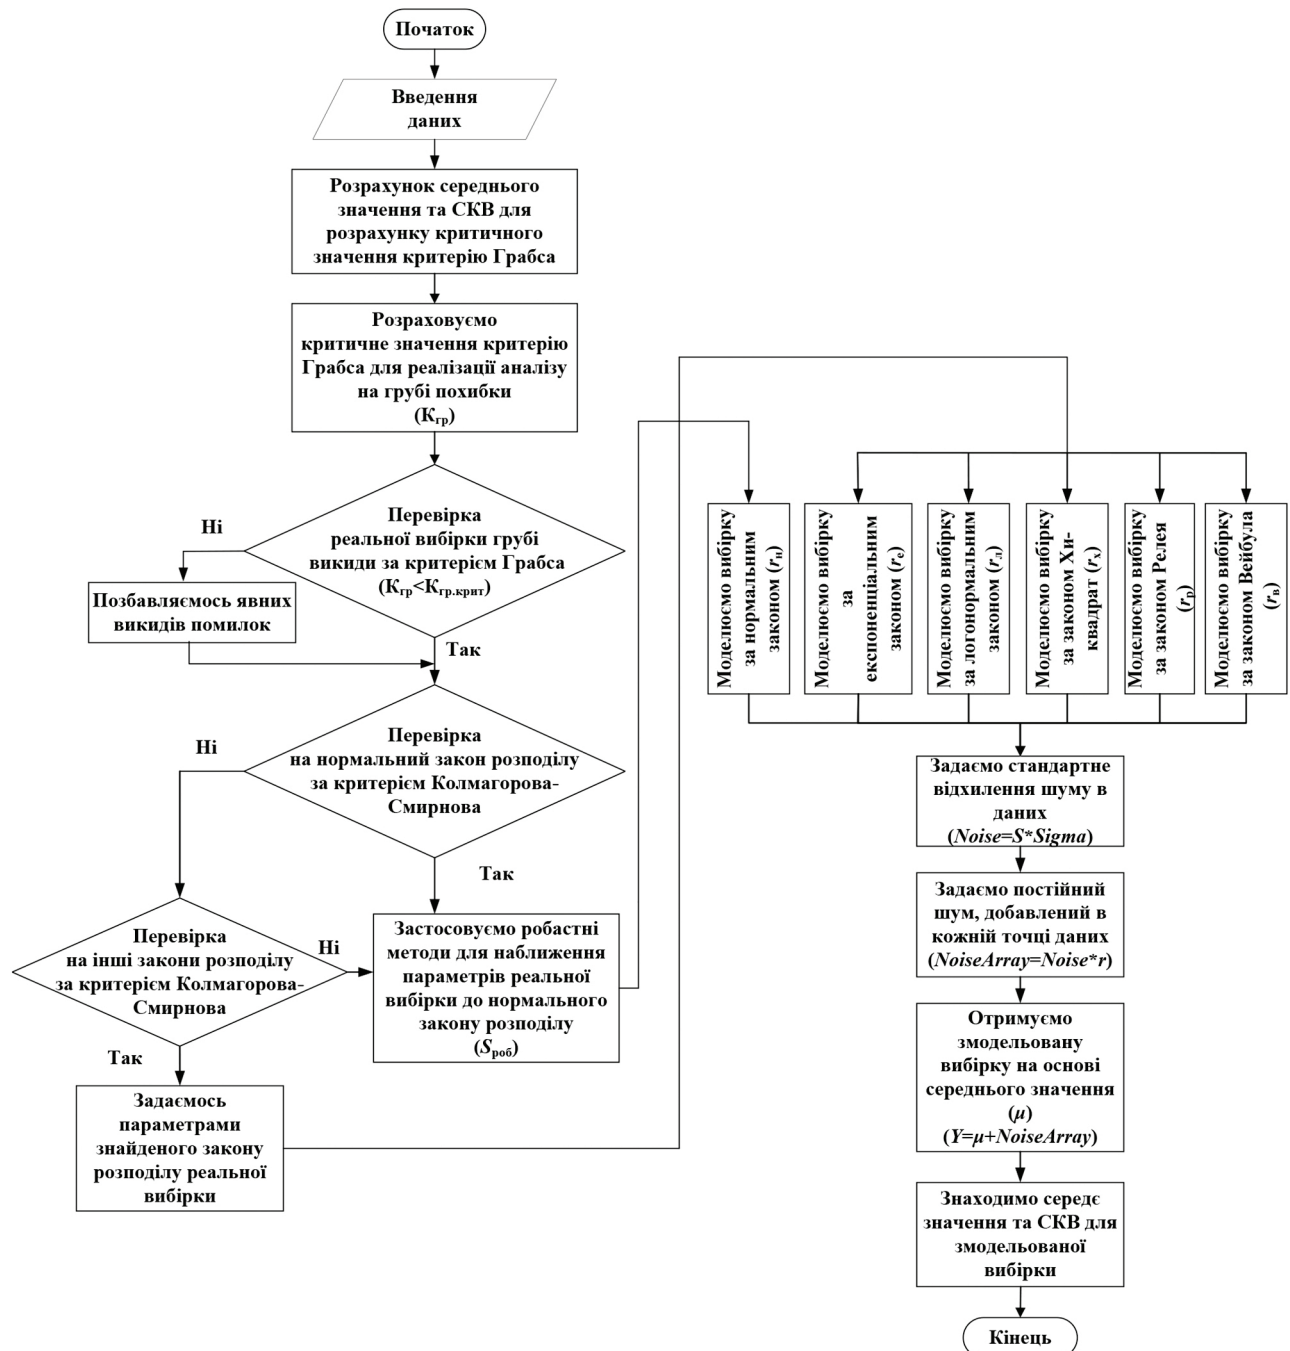 Початок
Введення
даних
Розрахунок середнього
значення та СКВ для
розрахунку критичного
значення критерію Грабса
Розраховуємо
критичне значення критерію
Грабса для реалізації аналізу
на грубі похибки
(Кгр)
Перевірка
реальної вибірки грубі
викиди за критерієм Грабса
(Кгр<Кгр.крит)
Ні
Позбавляємось явних
викидів помилок
Так
Перевірка
на нормальний закон розподілу
за критерієм Колмагорова-
Смирнова
Ні
Так
Перевірка
на інші закони розподілу
за критерієм Колмагорова-
Смирнова
Ні
Так
Застосовуємо робастні
методи для наближення
параметрів реальної
вибірки до нормального
закону розподілу
(Sроб)
Задаємось
параметрами
знайденого закону
розподілу реальної
вибірки
Моделюємо вибірку
за нормальним
законом (rн)
Моделюємо вибірку
за
експоненціальним
законом (rе)
Моделюємо вибірку
за логонормальним
законом (rл)
Моделюємо вибірку
за законом Хи-
квадрат (rх)
Моделюємо вибірку
за законом Релея
(rр)
Моделюємо вибірку
за законом Вейбула
(rв)
Задаємо стандартне
відхилення шуму в
даних
(Noise=S*Sigma)
Задаємо постійний
шум, добавлений в
кожній точці даних
(NoiseArray=Noise*r)
Отримуємо
змодельовану
вибірку на основі
середнього значення
(μ)
(Y=μ+NoiseArray)
Знаходимо середє
значення та СКВ для
змодельованої
вибірки
Кінець